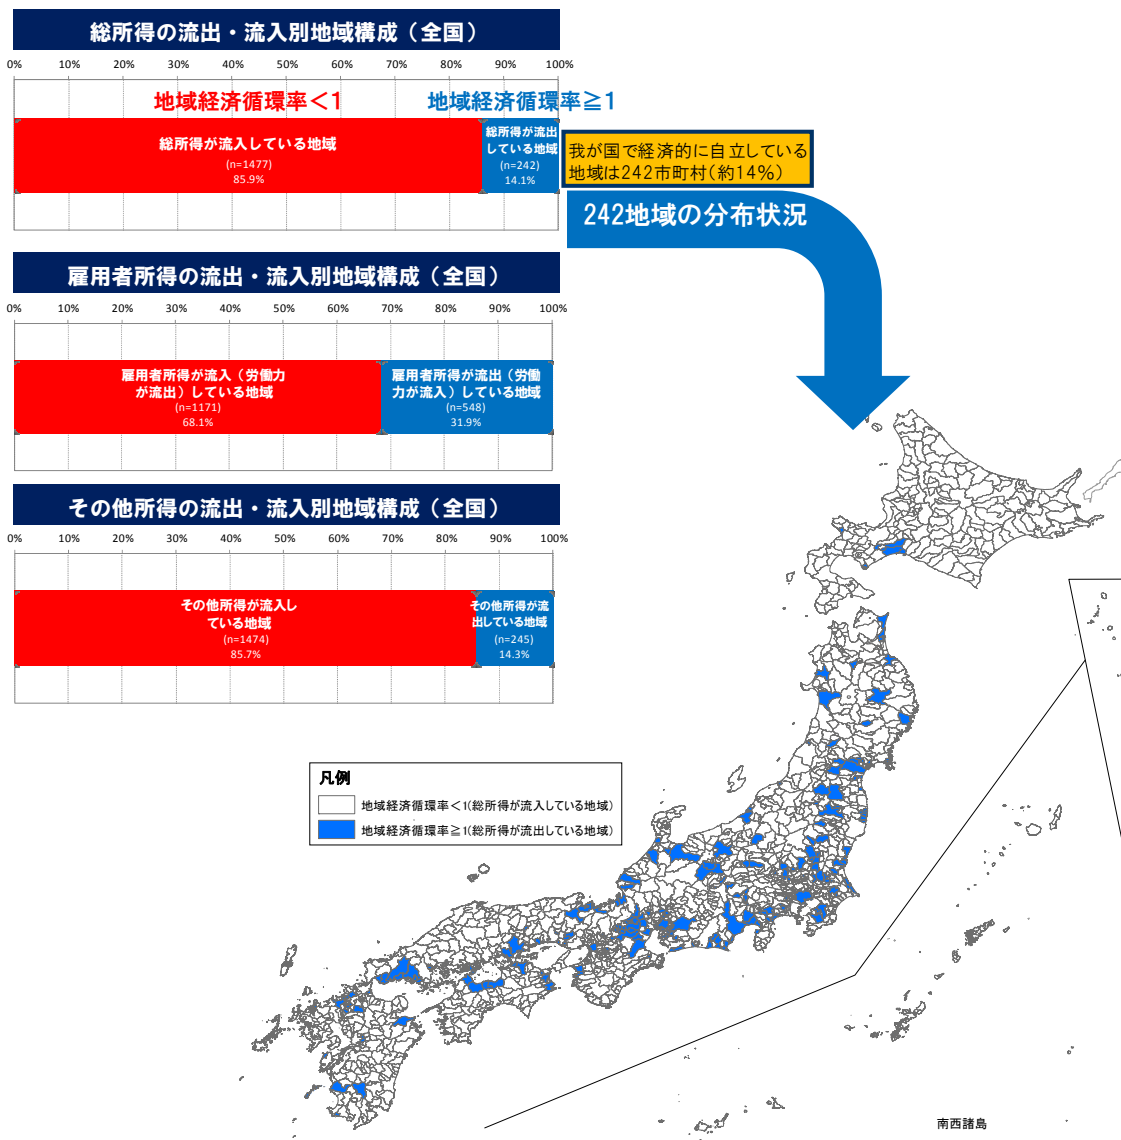 総所得の流出・流入別地域構成（全国）
0% 10% 20% 30% 40% 50% 60% 70% 80% 90% 100%
地域経済循環率＜1 地域経済循環率≧1
総所得が流入している地域
(n=1477)
85.9%
総所得が流出
している地域
(n=242)
14.1%
我が国で経済的に自立している
地域は242市町村（約14%）
242地域の分布状況
雇用者所得の流出・流入別地域構成（全国）
0% 10% 20% 30% 40% 50% 60% 70% 80% 90% 100%
雇用者所得が流入（労働力
が流出）している地域
(n=1171)
68.1%
雇用者所得が流出（労働
力が流入）している地域
(n=548)
31.9%
その他所得の流出・流入別地域構成（全国）
0% 10% 20% 30% 40% 50% 60% 70% 80% 90% 100%
その他所得が流入し
ている地域
(n=1474)
85.7%
その他所得が流
出している地域
(n=245)
14.3%
凡例
地域経済循環率＜1(総所得が流入している地域)
地域経済循環率≧1(総所得が流出している地域)
南西諸島